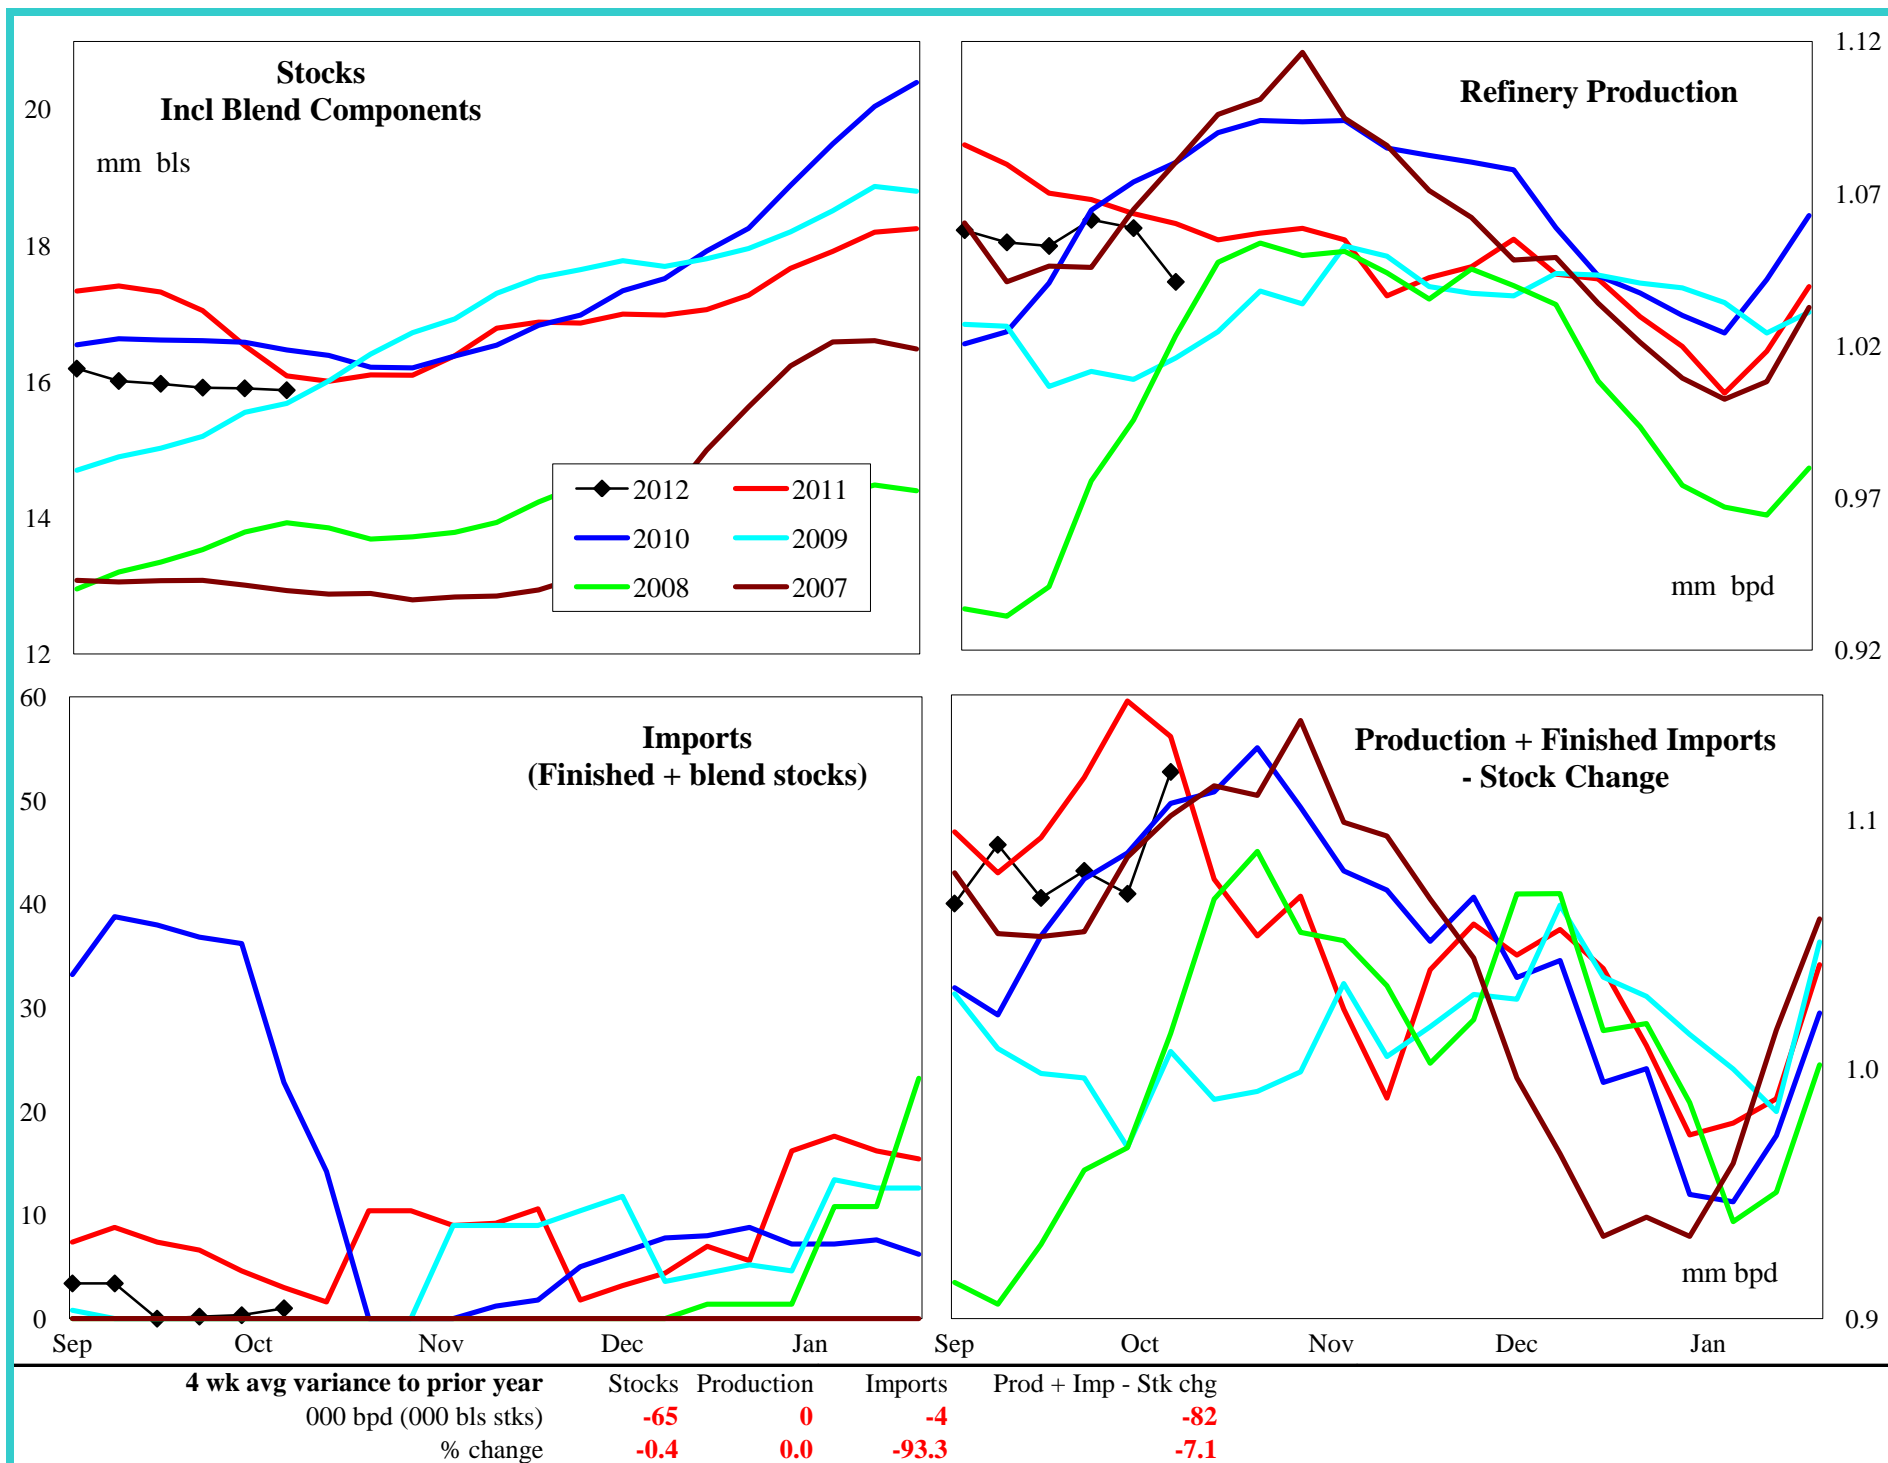 Stocks
Incl Blend Components
mm bls
20
18
16
14
12
2012
2011
2010
2009
2008
2007
Refinery Production
mm bpd
1.12
1.07
1.02
0.97
0.92
Imports
(Finished + blend stocks)
60
50
40
30
20
10
0
Sep Oct Nov Dec Jan
Production + Finished Imports
- Stock Change
mm bpd
1.1
1.0
0.9
Sep Oct Nov Dec Jan
4 wk avg variance to prior year Stocks Production Imports Prod + Imp - Stk chg
000 bpd (000 bls stks) -65 0 -4 -82
% change -0.4 0.0 -93.3 -7.1